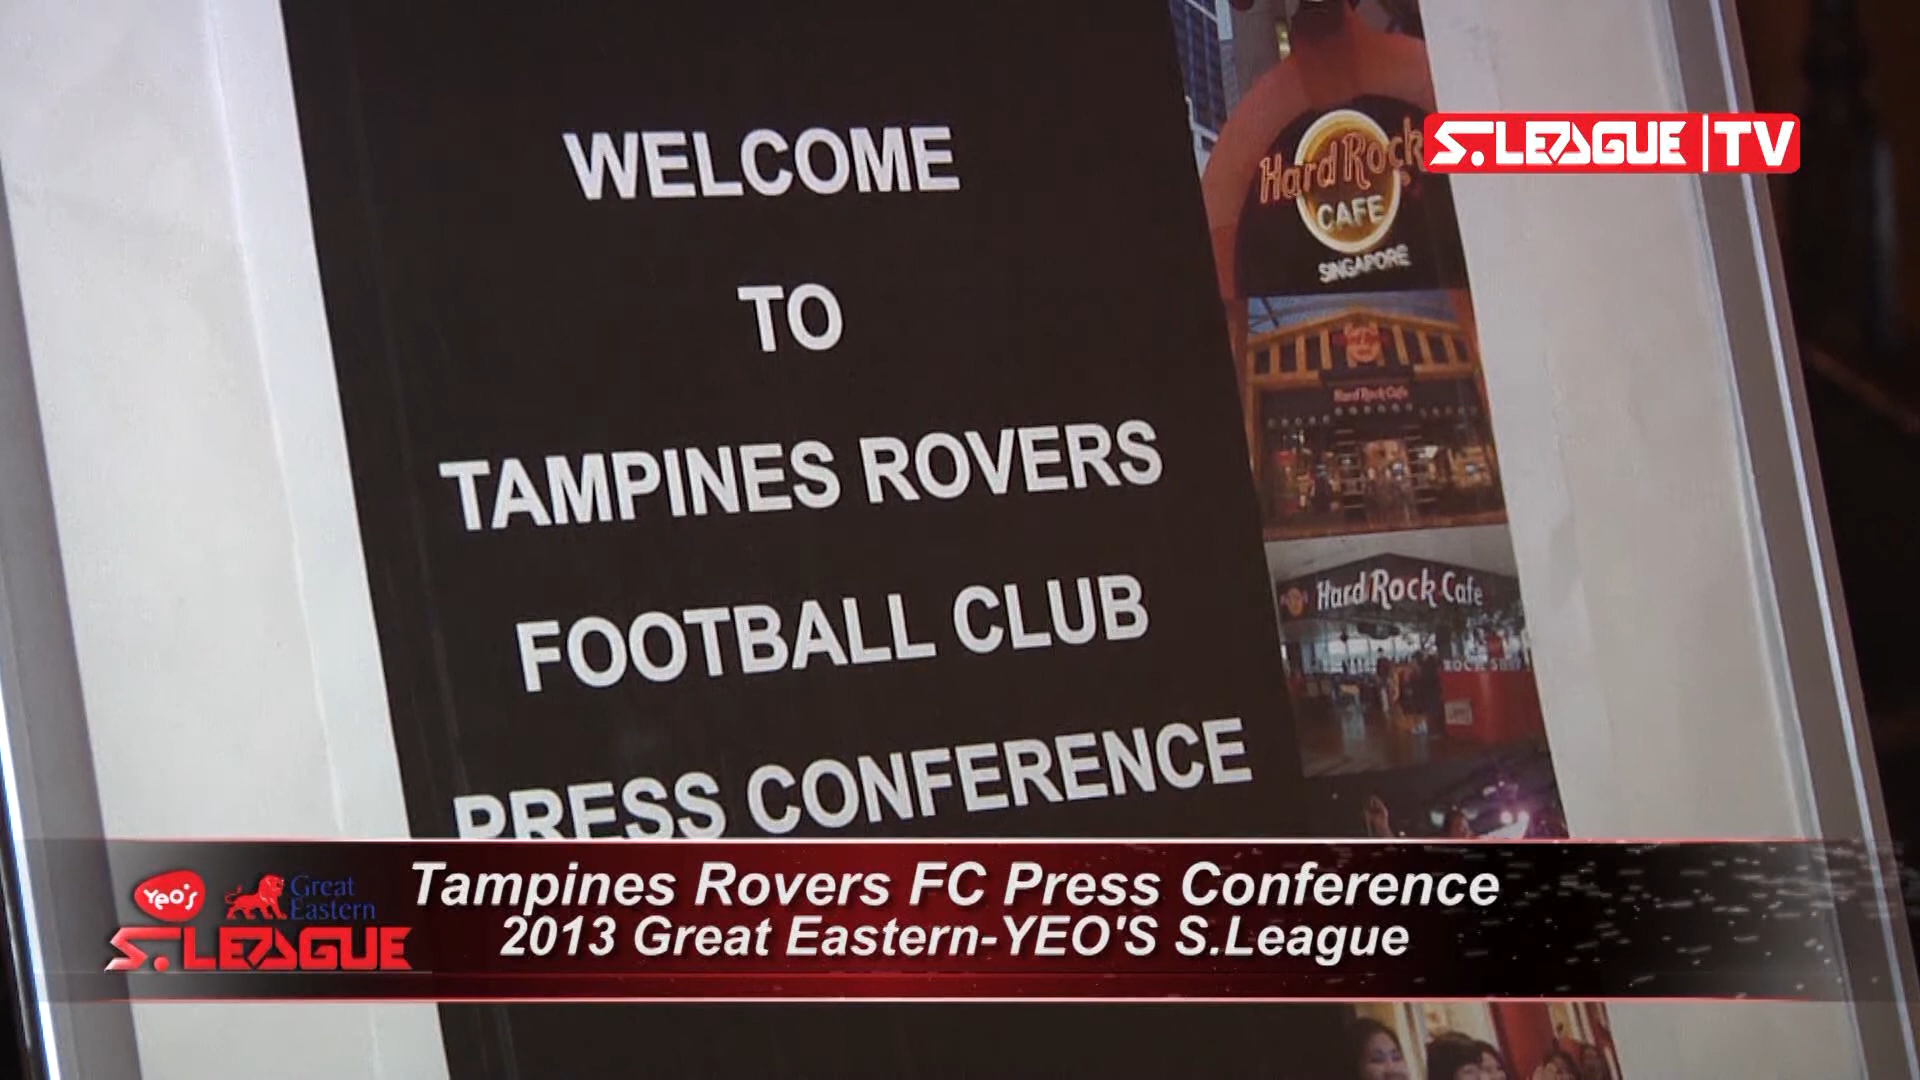 WELCOME
TO
TAMPINES ROVERS
FOOTBALL CLUB
PRESS CONFERENCE
Hard Rock
CAFE
SINGAPORE
Hard Rock Cafe
Hard Rock Cafe
S.LEAGUE|TV
Yeo's
Great
Eastern
S.LEAGUE
Tampines Rovers FC Press Conference
2013 Great Eastern-YEO'S S.League